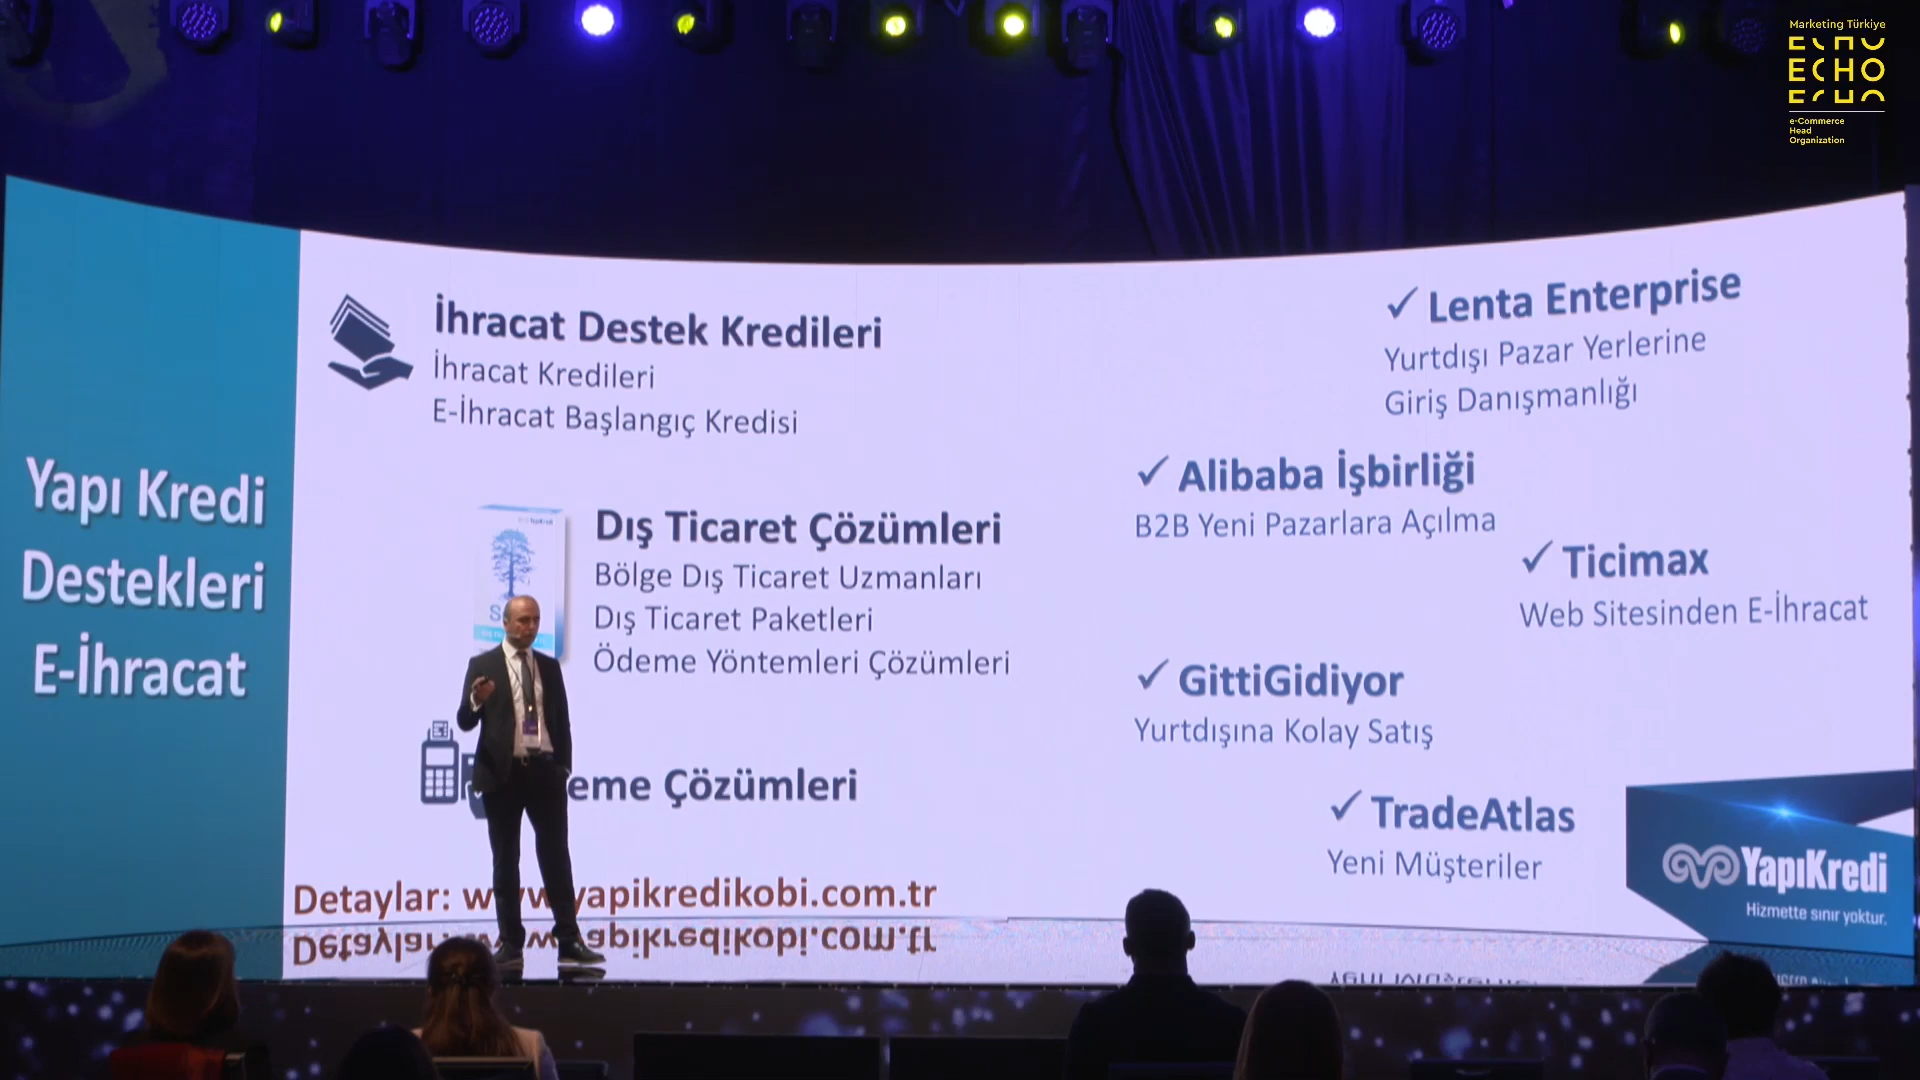 Marketing Türkiye
ECHO
ECHO
ECHO
e-Commerce
Head
Organization
Yapı Kredi
Destekleri
E-İhracat
İhracat Destek Kredileri
İhracat Kredileri
E-İhracat Başlangıç Kredisi
Dış Ticaret Çözümleri
Bölge Dış Ticaret Uzmanları
Dış Ticaret Paketleri
Ödeme Yöntemleri Çözümleri
eme Çözümleri
Detaylar: www.yapikredikobi.com.tr
✓ Lenta Enterprise
Yurtdışı Pazar Yerlerine
Giriş Danışmanlığı
✓ Alibaba İşbirliği
B2B Yeni Pazarlara Açılma
✓ Ticimax
Web Sitesinden E-İhracat
✓ GittiGidiyor
Yurtdışına Kolay Satış
✓ TradeAtlas
Yeni Müşteriler
YapıKredi
Hizmette sınır yoktur.